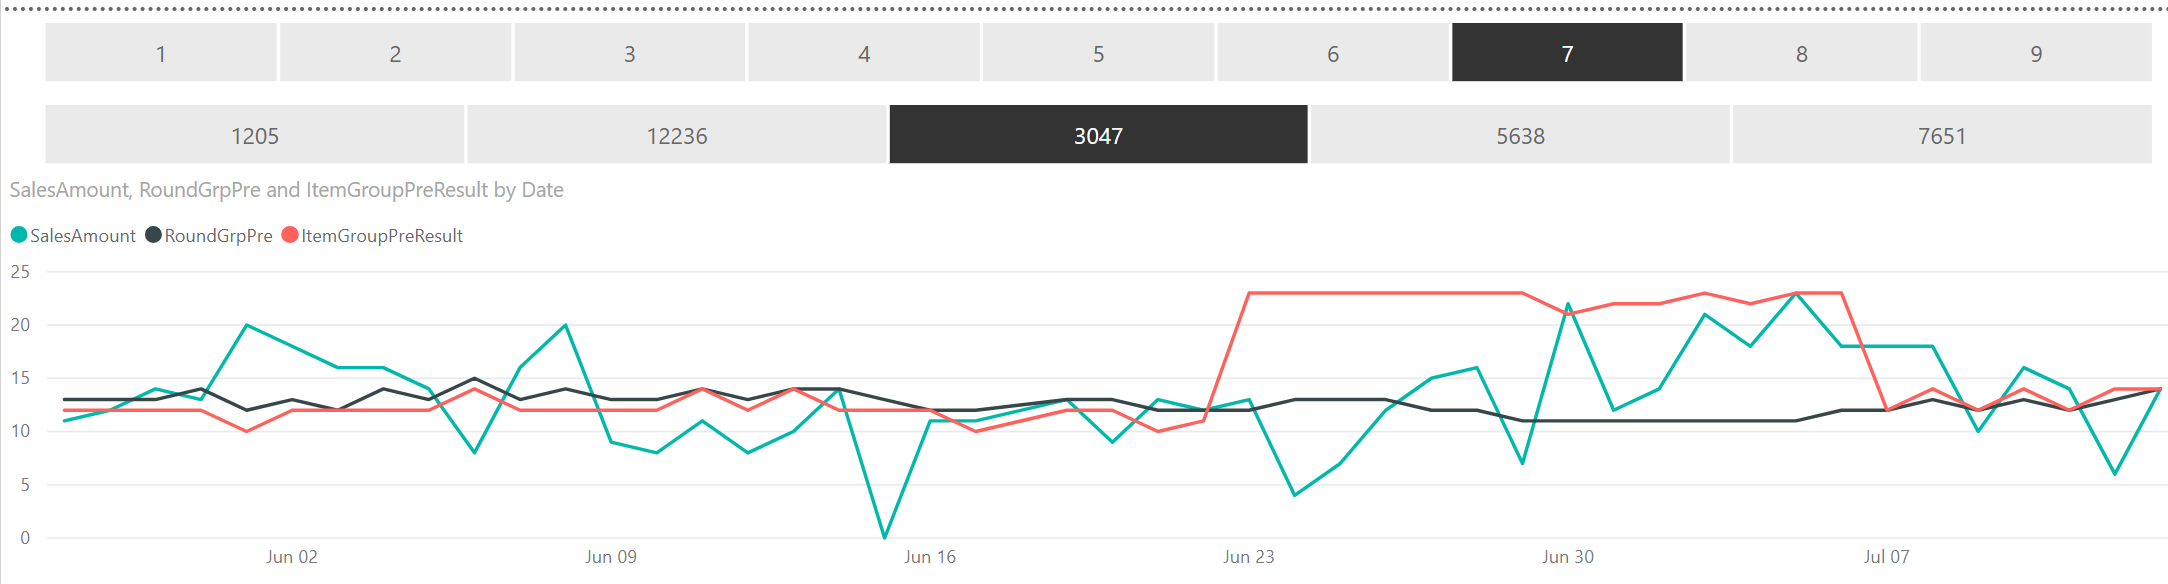 1 2 3 4 5 6 7 8 9
1205 12236 3047 5638 7651
SalesAmount, RoundGrpPre and ItemGroupPreResult by Date
SalesAmount RoundGrpPre ItemGroupPreResult
25
20
15
10
5
0
Jun 02 Jun 09 Jun 16 Jun 23 Jun 30 Jul 07